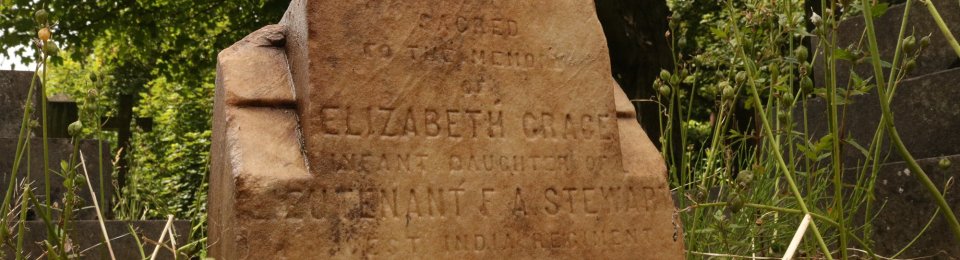 SACRED
TO THE MEMORY
OF
ELIZABETH GRACE
INFANT DAUGHTER OF
LIEUTENANT F. A. STEWART
WEST INDIA REGIMENT